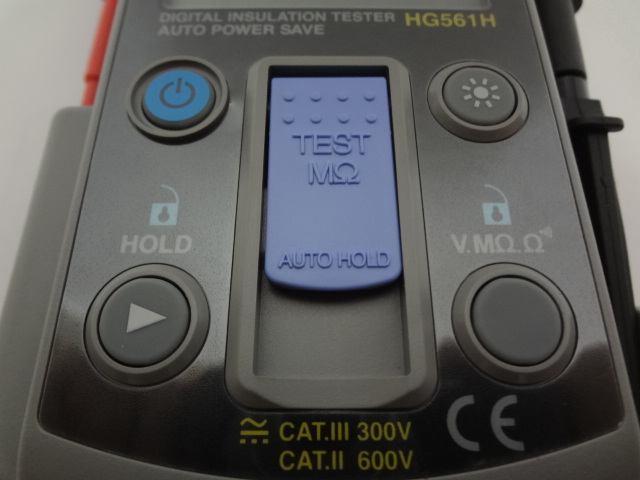 DIGITAL INSULATION TESTER HG561H
AUTO POWER SAVE
TEST
MΩ
AUTO HOLD
HOLD
V.MΩ.Ω
CAT.III 300V
CAT.II 600V
CE